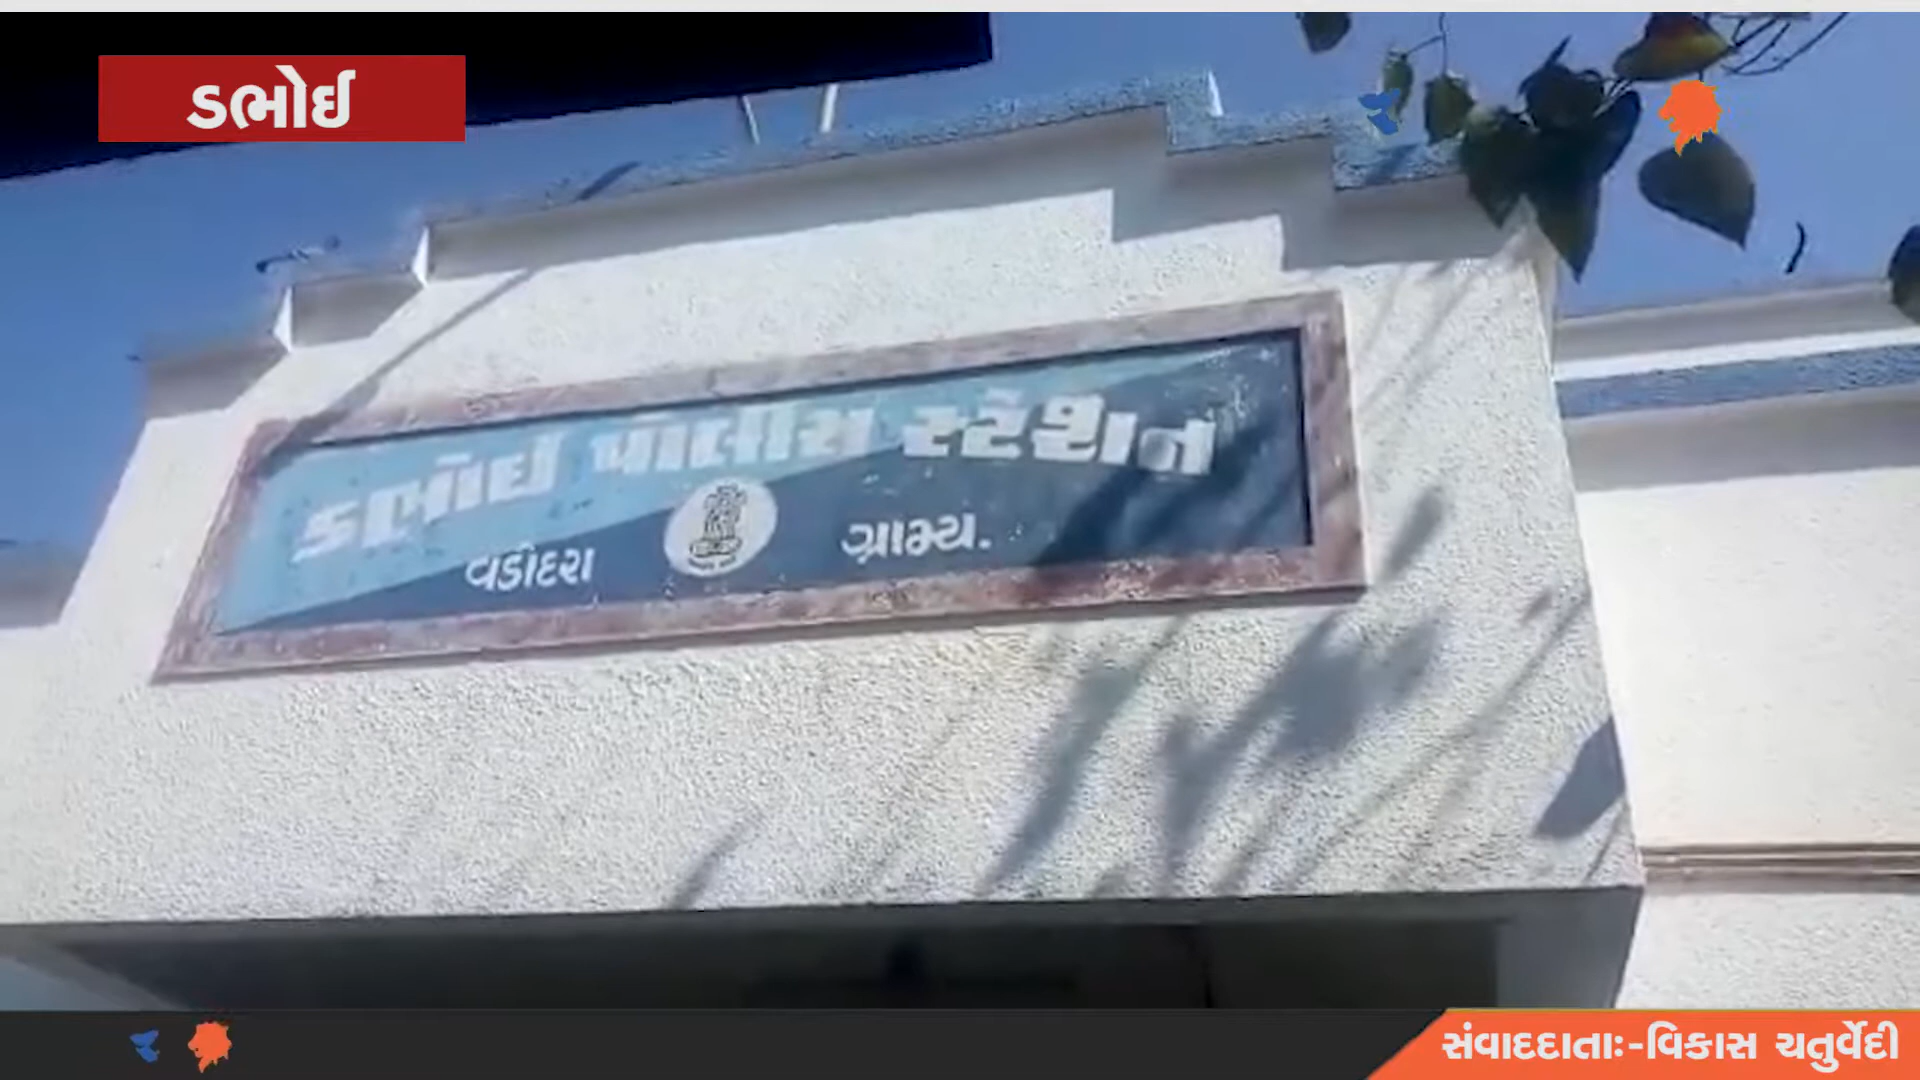 ડભોઈ
ડભોઈ પોલીસ સ્ટેશન
વડોદરા ગ્રામ્ય.
સંવાદદાતાઃ-વિકાસ ચતુર્વેદી